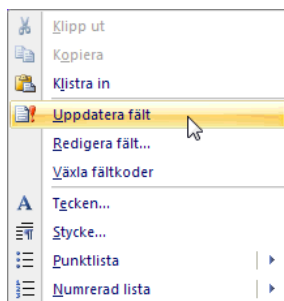 Klipp ut
Kopiera
Klistra in
Uppdatera fält
Redigera fält...
Växla fältkoder
Tecken...
Stycke...
Punktlista
Numrerad lista